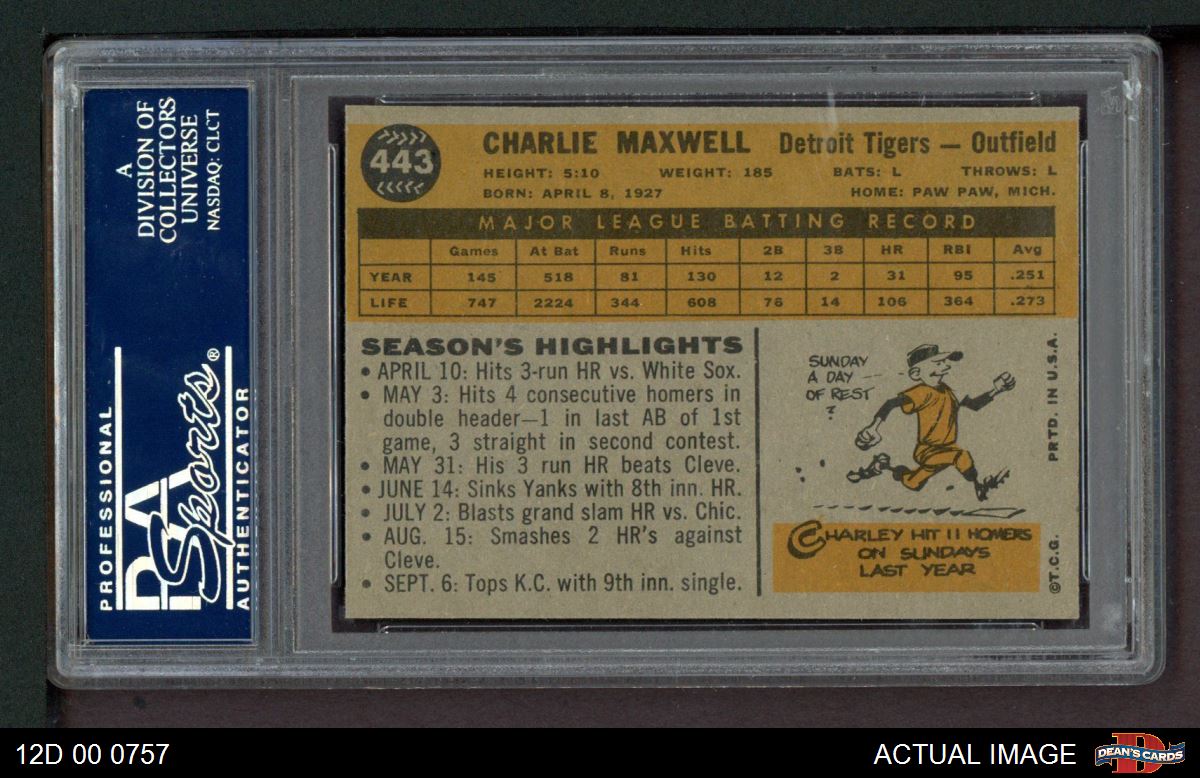 A
DIVISION OF
COLLECTORS
UNIVERSE
NASDAQ: CLCT
PROFESSIONAL
PSA
Sports®
AUTHENTICATOR
443
CHARLIE MAXWELL Detroit Tigers — Outfield
HEIGHT: 5:10 WEIGHT: 185 BATS: L THROWS: L
BORN: APRIL 8, 1927 HOME: PAW PAW, MICH.
MAJOR LEAGUE BATTING RECORD
Games At Bat Runs Hits 2B 3B HR RBI Avg
YEAR 145 518 81 130 12 2 31 95 .251
LIFE 747 2224 344 608 76 14 106 364 .273
SEASON'S HIGHLIGHTS
• APRIL 10: Hits 3-run HR vs. White Sox.
• MAY 3: Hits 4 consecutive homers in
double header—1 in last AB of 1st
game, 3 straight in second contest.
• MAY 31: His 3 run HR beats Cleve.
• JUNE 14: Sinks Yanks with 8th inn. HR.
• JULY 2: Blasts grand slam HR vs. Chic.
• AUG. 15: Smashes 2 HR's against
Cleve.
• SEPT. 6: Tops K.C. with 9th inn. single.
SUNDAY
A DAY
OF REST
?
CHARLEY HIT 11 HOMERS
ON SUNDAYS
LAST YEAR
PRTD. IN U.S.A.
©T.C.G.
12D 00 0757
ACTUAL IMAGE
DEAN'S CARDS